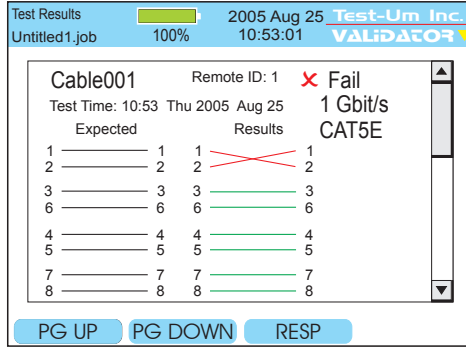 Test Results 2005 Aug 25 Test-Um Inc.
Untitled1.job 100% 10:53:01 VALIDATOR
Cable001 Remote ID: 1 Fail
Test Time: 10:53 Thu 2005 Aug 25 1 Gbit/s
Expected Results CAT5E
1 1 1 1
2 2 2 2
3 3 3 3
6 6 6 6
4 4 4 4
5 5 5 5
7 7 7 7
8 8 8 8
PG UP PG DOWN RESP